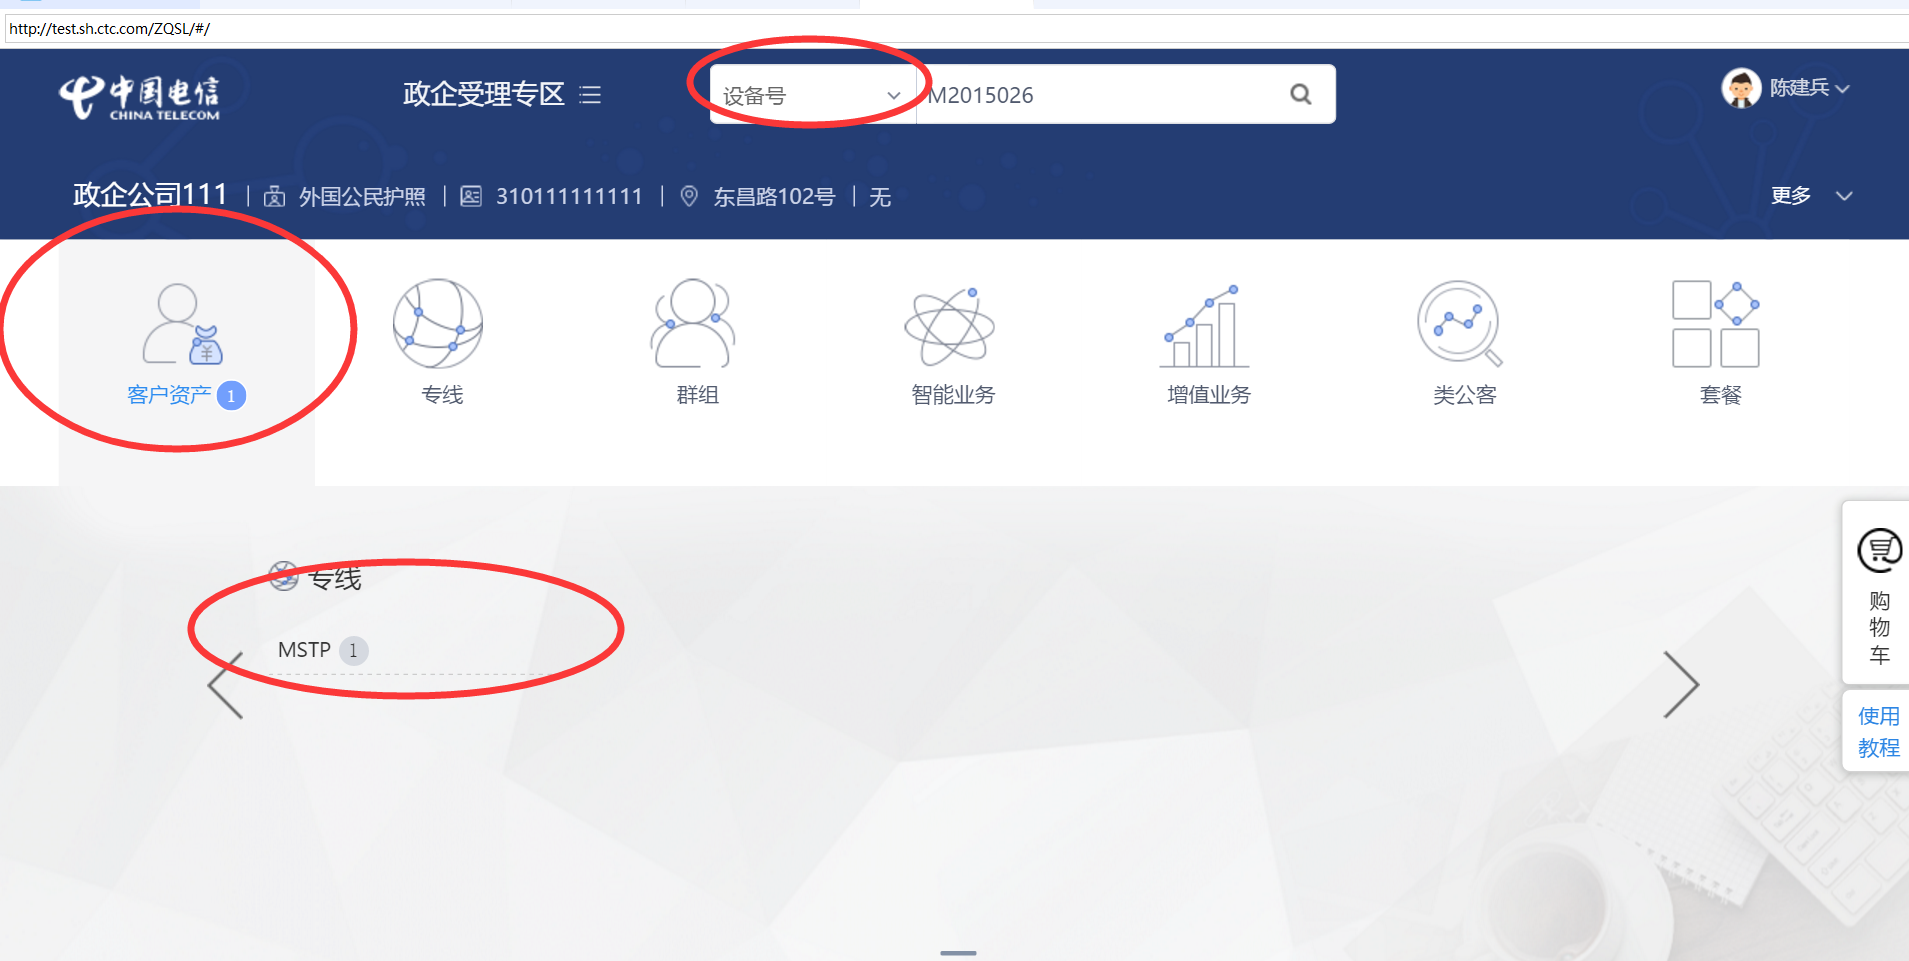 http://test.sh.ctc.com/ZQSL/#/
中国电信
CHINA TELECOM
政企受理专区
设备号
M2015026
陈建兵
政企公司111 | 外国公民护照 | 310111111111 | 东昌路102号 | 无
更多
客户资产 1
专线
群组
智能业务
增值业务
类公客
套餐
专线
MSTP 1
购物车
使用
教程